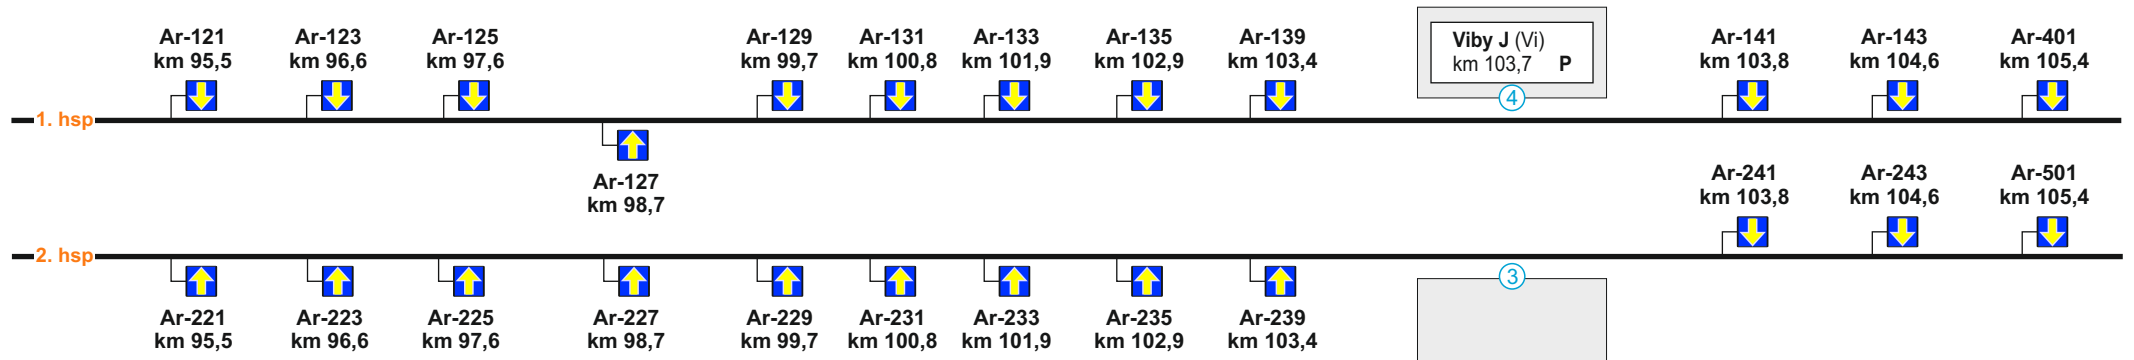 Ar-121
km 95,5
Ar-123
km 96,6
Ar-125
km 97,6
Ar-129
km 99,7
Ar-131
km 100,8
Ar-133
km 101,9
Ar-135
km 102,9
Ar-139
km 103,4
Viby J (Vi)
km 103,7 P
4
Ar-141
km 103,8
Ar-143
km 104,6
Ar-401
km 105,4
1. hsp
Ar-127
km 98,7
Ar-241
km 103,8
Ar-243
km 104,6
Ar-501
km 105,4
2. hsp
3
Ar-221
km 95,5
Ar-223
km 96,6
Ar-225
km 97,6
Ar-227
km 98,7
Ar-229
km 99,7
Ar-231
km 100,8
Ar-233
km 101,9
Ar-235
km 102,9
Ar-239
km 103,4